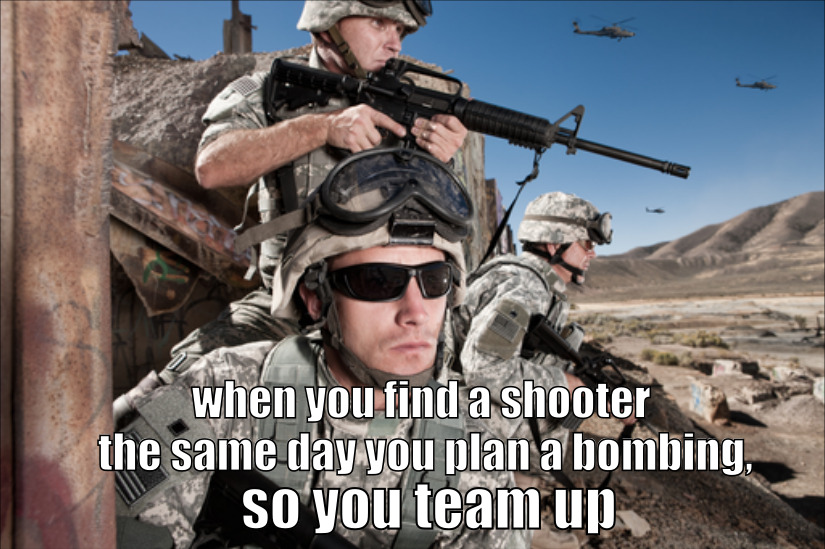 when you find a shooter
the same day you plan a bombing,
so you team up